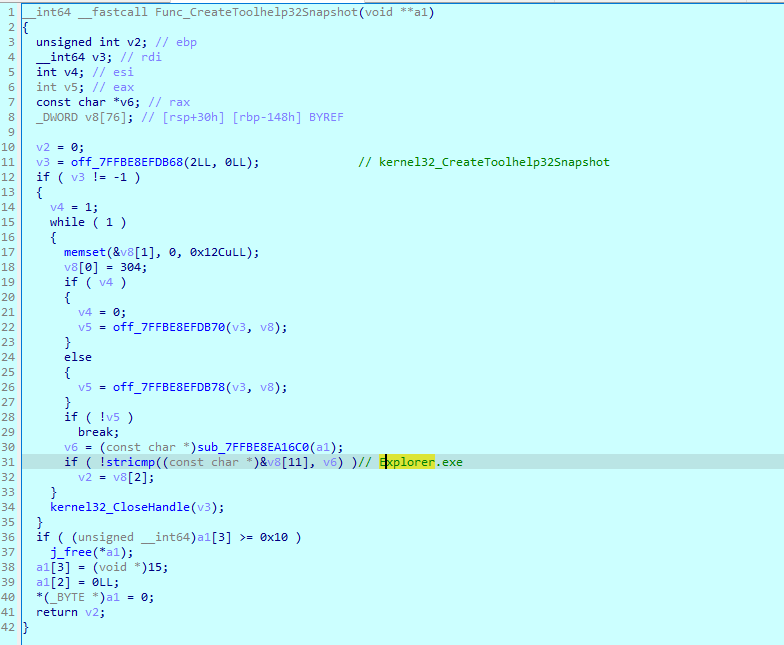 1 __int64 __fastcall Func_CreateToolhelp32Snapshot(void **a1)
2 {
3 unsigned int v2; // ebp
4 __int64 v3; // rdi
5 int v4; // esi
6 int v5; // eax
7 const char *v6; // rax
8 _DWORD v8[76]; // [rsp+30h] [rbp-148h] BYREF
9
10 v2 = 0;
11 v3 = off_7FFBE8EFDB68(2LL, 0LL); // kernel32_CreateToolhelp32Snapshot
12 if ( v3 != -1 )
13 {
14 v4 = 1;
15 while ( 1 )
16 {
17 memset(&v8[1], 0, 0x12CuLL);
18 v8[0] = 304;
19 if ( v4 )
20 {
21 v4 = 0;
22 v5 = off_7FFBE8EFDB70(v3, v8);
23 }
24 else
25 {
26 v5 = off_7FFBE8EFDB78(v3, v8);
27 }
28 if ( !v5 )
29 break;
30 v6 = (const char *)sub_7FFBE8EA16C0(a1);
31 if ( !stricmp((const char *)&v8[11], v6) )// Explorer.exe
32 v2 = v8[2];
33 }
34 kernel32_CloseHandle(v3);
35 }
36 if ( (unsigned __int64)a1[3] >= 0x10 )
37 j_free(*a1);
38 a1[3] = (void *)15;
39 a1[2] = 0LL;
40 *(_BYTE *)a1 = 0;
41 return v2;
42 }